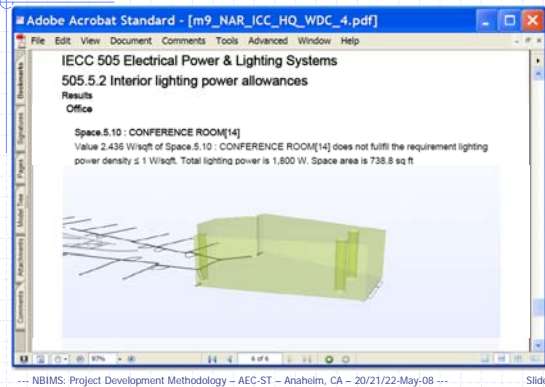 Adobe Acrobat Standard - [m9_NAR_ICC_HQ_WDC_4.pdf]
File Edit View Document Comments Tools Advanced Window Help
Bookmarks
Signatures
Pages
Model Tree
Attachments
Comments
IECC 505 Electrical Power & Lighting Systems
505.5.2 Interior lighting power allowances
Results
Office
Space.5.10 : CONFERENCE ROOM[14]
Value 2.436 W/sqft of Space.5.10 : CONFERENCE ROOM[14] does not fullfil the requirement lighting
power density ≤ 1 W/sqft. Total lighting power is 1,800 W. Space area is 738.8 sq ft
97%
6 of 6
--- NBIMS: Project Development Methodology – AEC-ST – Anaheim, CA – 20/21/22-May-08 ---
Slid